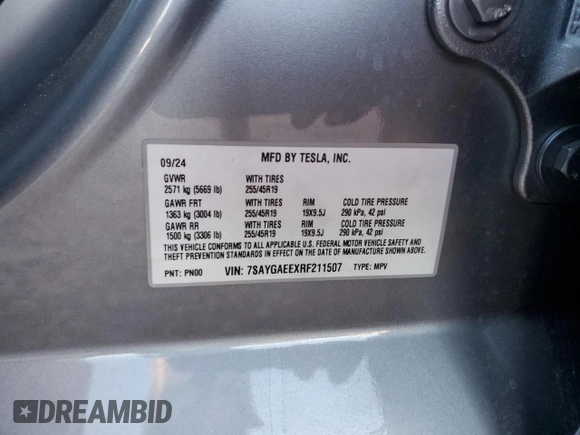 09/24 MFD BY TESLA, INC.
GVWR WITH TIRES
2571 kg (5669 lb) 255/45R19
GAWR FRT WITH TIRES RIM COLD TIRE PRESSURE
1363 kg (3004 lb) 255/45R19 19X9.5J 290 kPa, 42 psi
GAWR RR WITH TIRES RIM COLD TIRE PRESSURE
1500 kg (3306 lb) 255/45R19 19X9.5J 290 kPa, 42 psi
THIS VEHICLE CONFORMS TO ALL APPLICABLE U.S. FEDERAL MOTOR VEHICLE SAFETY AND
THEFT PREVENTION STANDARDS IN EFFECT ON THE DATE OF MANUFACTURE SHOWN ABOVE.
PNT: PN00 VIN: 7SAYGAEEXRF211507 TYPE: MPV
DREAMBID